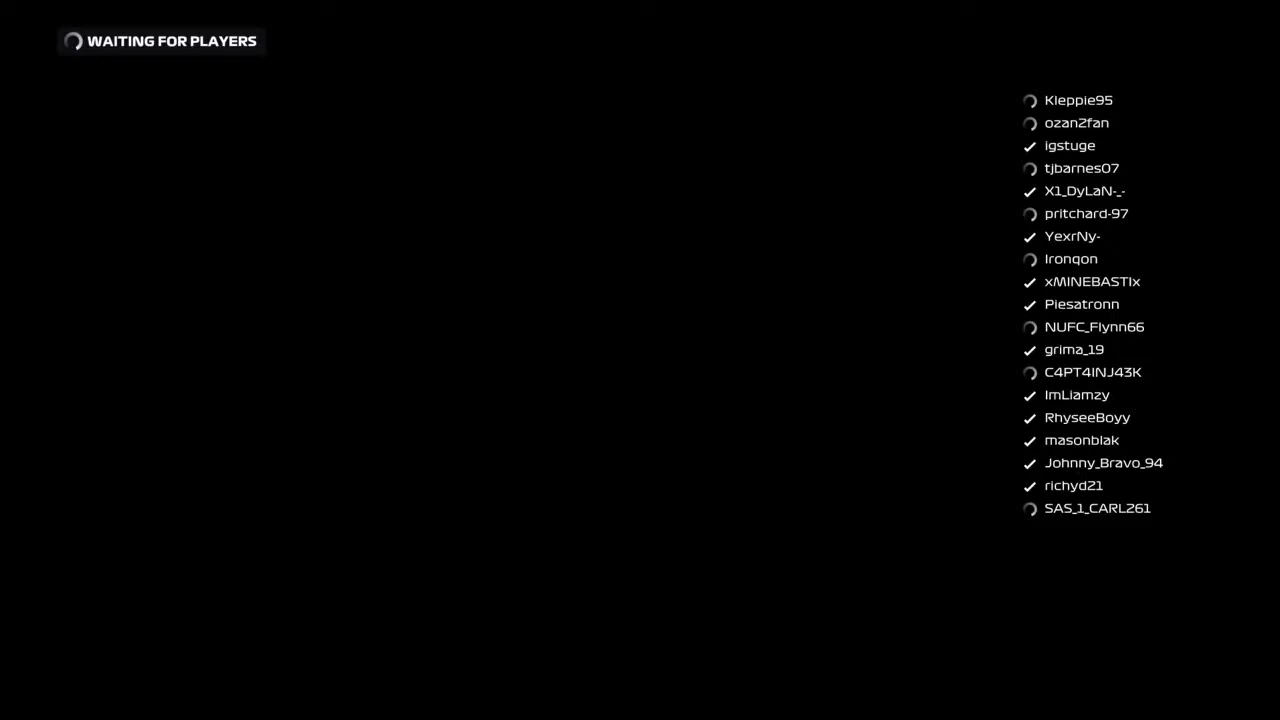 WAITING FOR PLAYERS
Kleppie95
ozan2fan
igstuge
tjbarnes07
X1_DyLaN-_-
pritchard-97
YexrNy-
Ironqon
xMINEBASTIx
Piesatronn
NUFC_Flynn66
grima_19
C4PT4INJ43K
ImLiamzy
RhyseeBoyy
masonblak
Johnny_Bravo_94
richyd21
SAS_1_CARL261